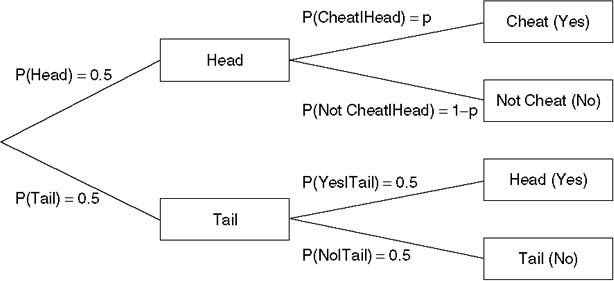 P(Cheat|Head) = p
Cheat (Yes)
P(Head) = 0.5
Head
Not Cheat (No)
P(Not Cheat|Head) = 1–p
P(Tail) = 0.5
P(Yes|Tail) = 0.5
Head (Yes)
Tail
P(No|Tail) = 0.5
Tail (No)